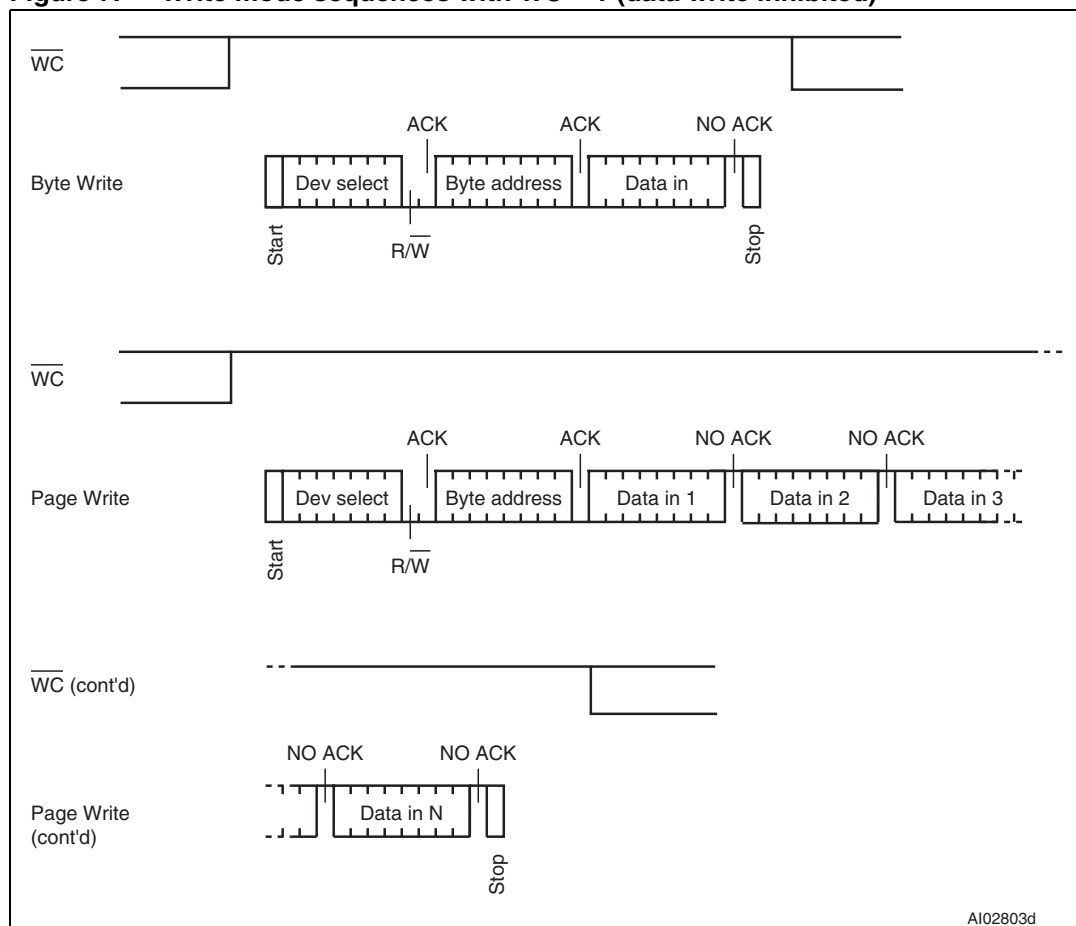 WC
ACK ACK NO ACK
Byte Write Dev select Byte address Data in
Start R/W Stop
WC
ACK ACK NO ACK NO ACK
Page Write Dev select Byte address Data in 1 Data in 2 Data in 3
Start R/W
WC (cont'd)
NO ACK NO ACK
Page Write Data in N
(cont'd)
Stop
AI02803d